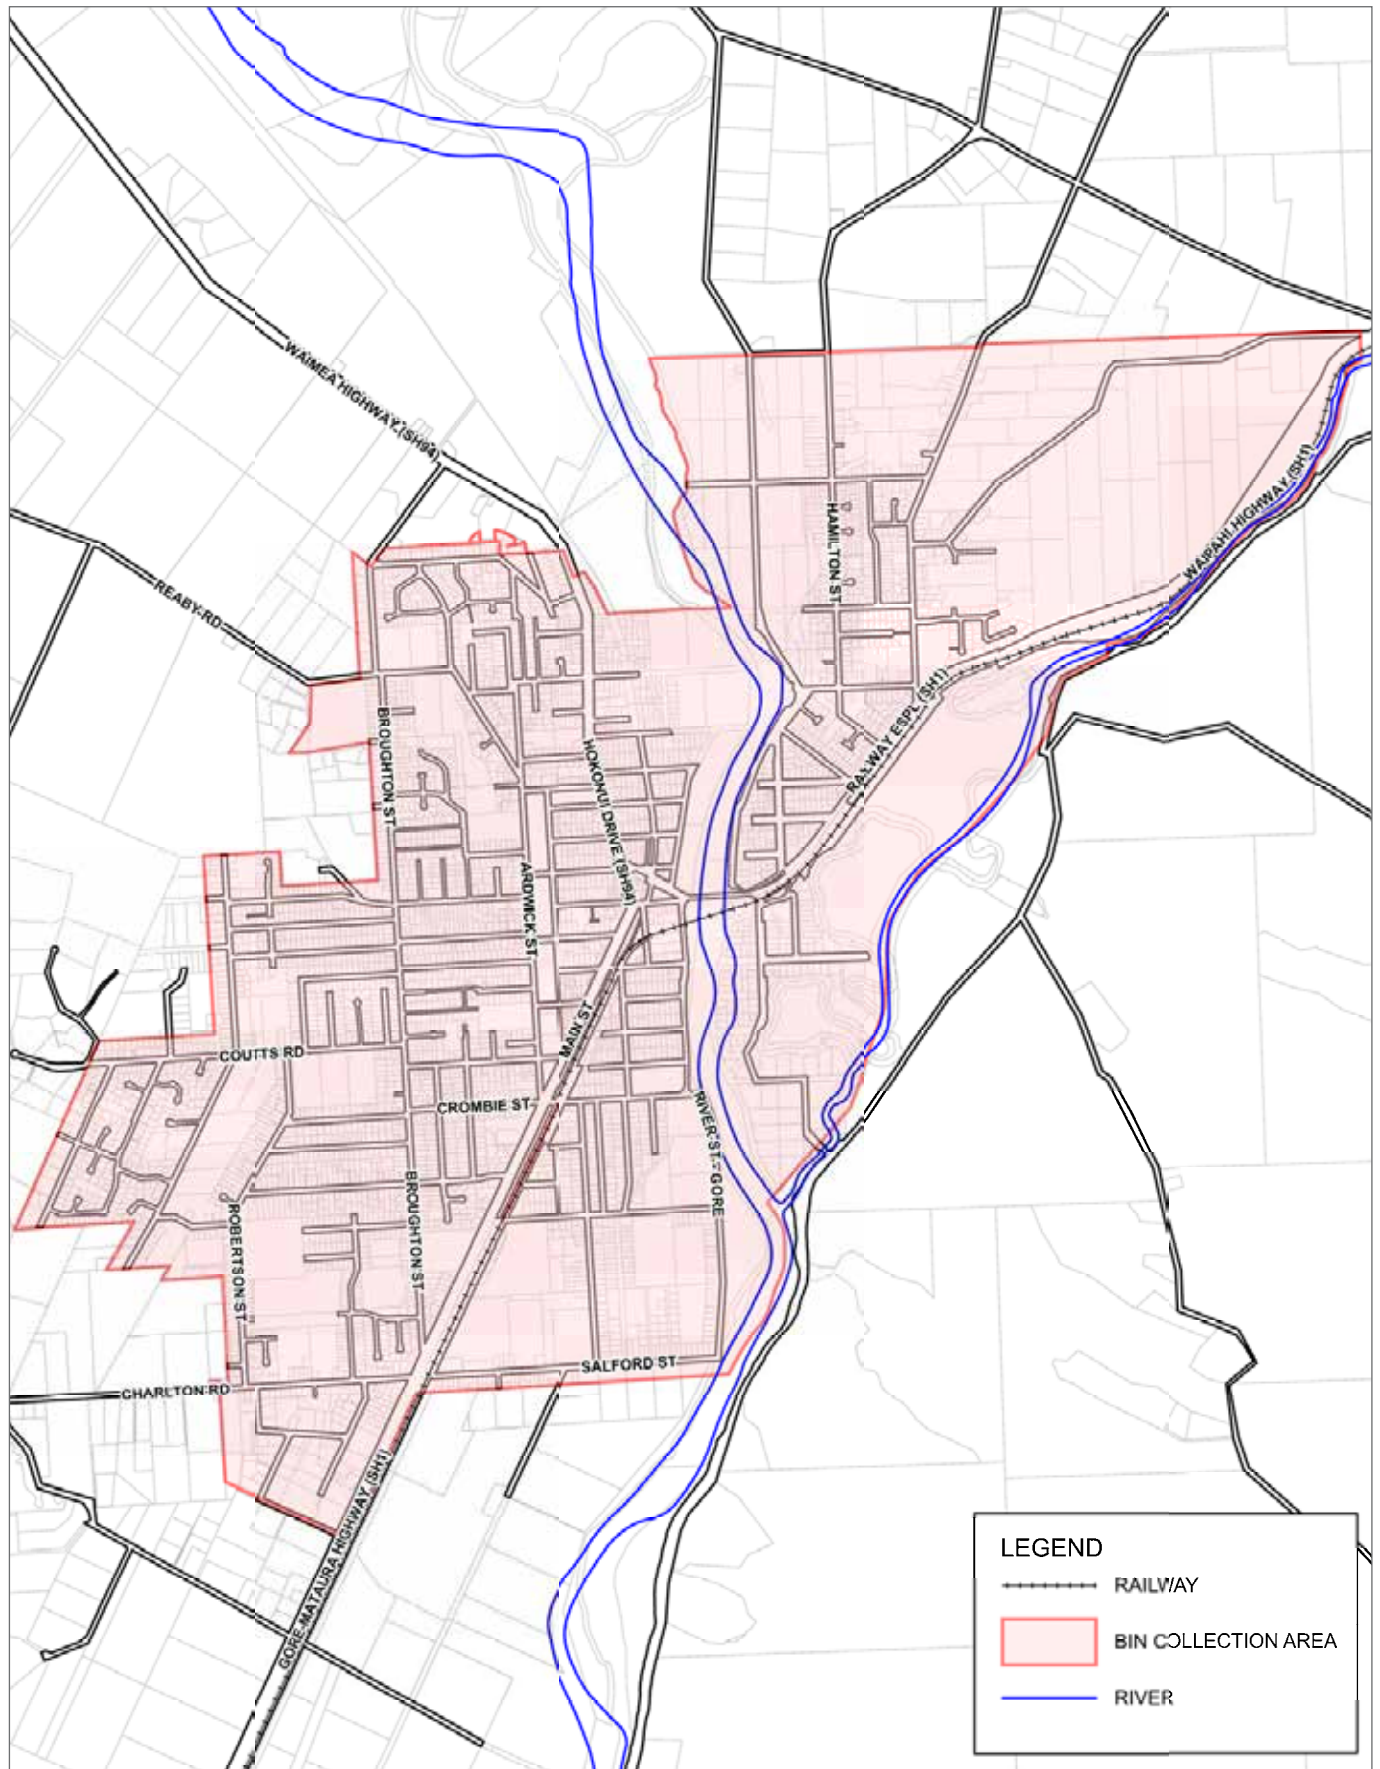 WAIMEA HIGHWAY (SH94)
REABY RD
HAMILTON ST
WAIPAHI HIGHWAY (SH1)
RAILWAY ESPL (SH1)
BROUGHTON ST
HOKONUI DRIVE (SH94)
ARDWICK ST
MAIN ST
COUTTS RD
CROMBIE ST
RIVER ST - GORE
BROUGHTON ST
ROBERTSON ST
SALFORD ST
CHARLTON RD
GORE-MATAURA HIGHWAY (SH1)
LEGEND
RAILWAY
BIN COLLECTION AREA
RIVER